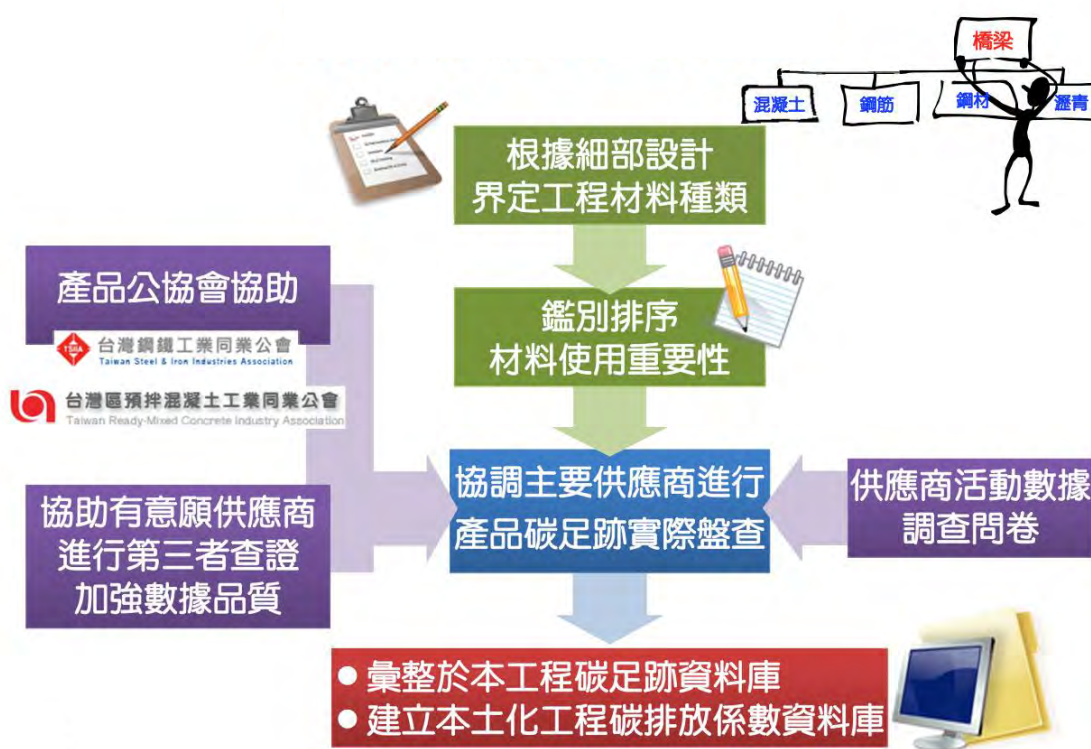 橋梁
混凝土
鋼筋
鋼材
瀝青
根據細部設計
界定工程材料種類
產品公協會協助
TSIIA
台灣鋼鐵工業同業公會
Taiwan Steel & Iron Industries Association
台灣區預拌混凝土工業同業公會
Taiwan Ready-Mixed Concrete Industry Association
鑑別排序
材料使用重要性
協助有意願供應商
進行第三者查證
加強數據品質
協調主要供應商進行
產品碳足跡實際盤查
供應商活動數據
調查問卷
● 彙整於本工程碳足跡資料庫
● 建立本土化工程碳排放係數資料庫